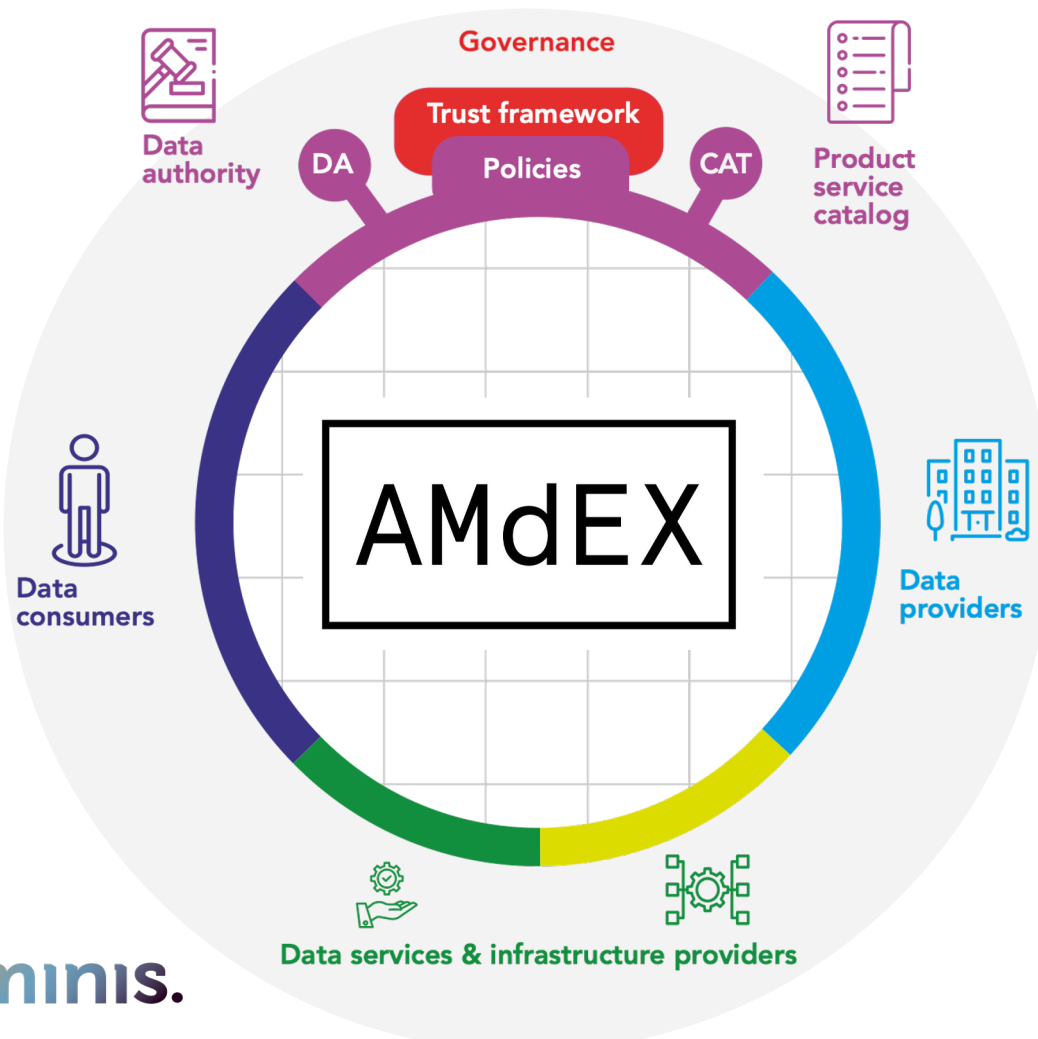 Governance
Trust framework
Policies
DA
CAT
Data
authority
Product
service
catalog
AMdEX
Data
consumers
Data
providers
Data services & infrastructure providers
minis.